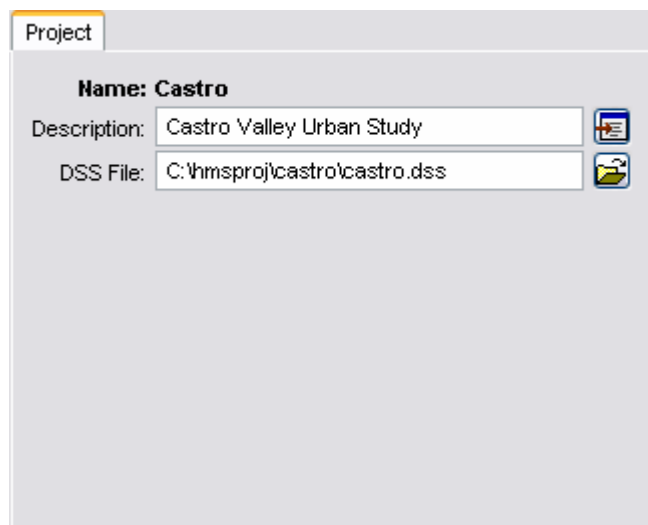 Project
Name: Castro
Description: Castro Valley Urban Study
DSS File: C:\hmsproj\castro\castro.dss